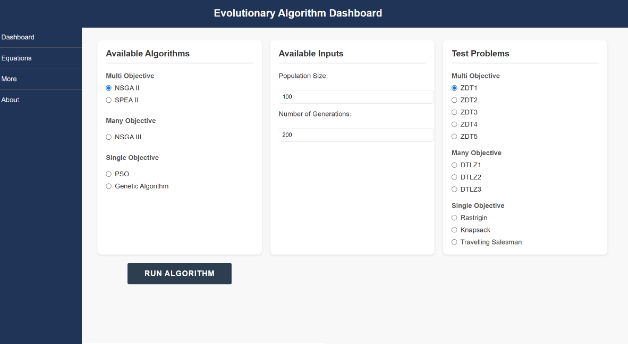 Evolutionary Algorithm Dashboard
Dashboard
Equations
More
About
Available Algorithms
Multi Objective
NSGA II
SPEA II
Many Objective
NSGA III
Single Objective
PSO
Genetic Algorithm
Available Inputs
Population Size:
100
Number of Generations:
200
Test Problems
Multi Objective
ZDT1
ZDT2
ZDT3
ZDT4
ZDT5
Many Objective
DTLZ1
DTLZ2
DTLZ3
Single Objective
Rastrigin
Knapsack
Travelling Salesman
RUN ALGORITHM